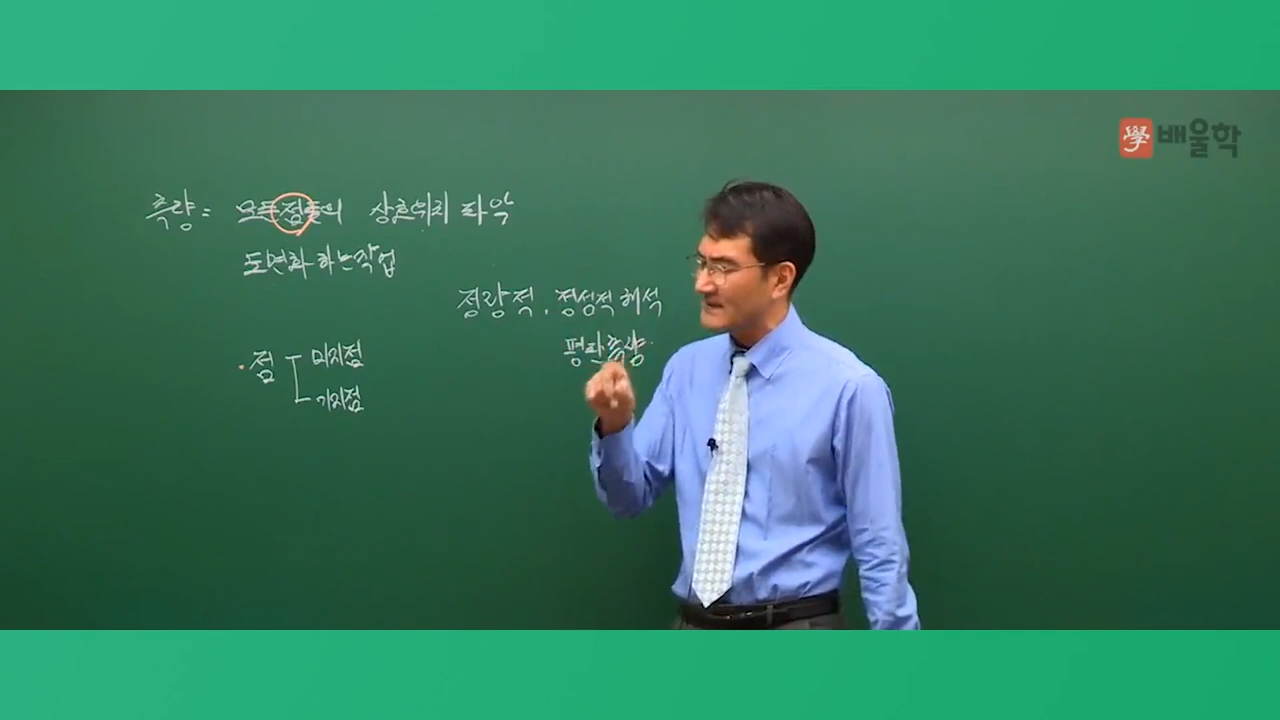 學 배울학
측량 = 모든점들의 상호위치 파악
도면화 하는작업
정량적, 정성적 해석
평판측량
점 미지점
기지점